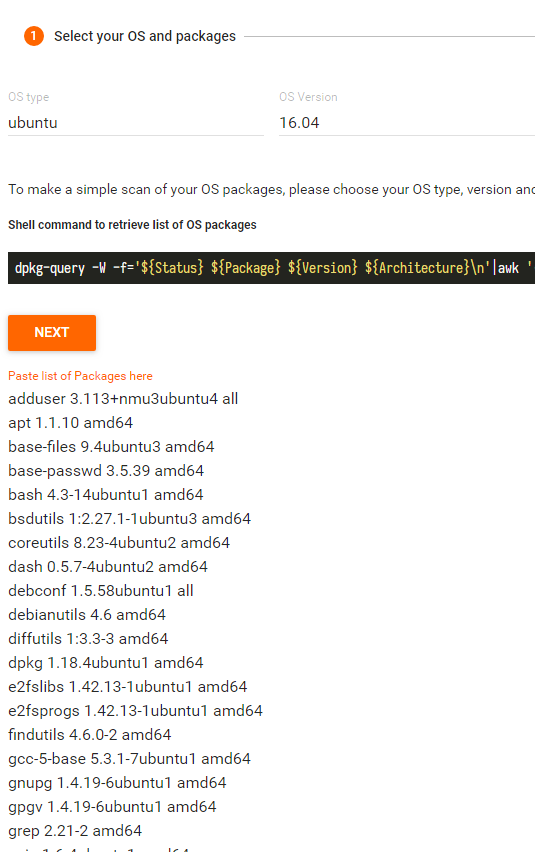 1 Select your OS and packages
OS type OS Version
ubuntu 16.04
To make a simple scan of your OS packages, please choose your OS type, version and
Shell command to retrieve list of OS packages
dpkg-query -W -f='${Status} ${Package} ${Version} ${Architecture}\n'|awk '
NEXT
Paste list of Packages here
adduser 3.113+nmu3ubuntu4 all
apt 1.1.10 amd64
base-files 9.4ubuntu3 amd64
base-passwd 3.5.39 amd64
bash 4.3-14ubuntu1 amd64
bsdutils 1:2.27.1-1ubuntu3 amd64
coreutils 8.23-4ubuntu2 amd64
dash 0.5.7-4ubuntu2 amd64
debconf 1.5.58ubuntu1 all
debianutils 4.6 amd64
diffutils 1:3.3-3 amd64
dpkg 1.18.4ubuntu1 amd64
e2fslibs 1.42.13-1ubuntu1 amd64
e2fsprogs 1.42.13-1ubuntu1 amd64
findutils 4.6.0-2 amd64
gcc-5-base 5.3.1-7ubuntu1 amd64
gnupg 1.4.19-6ubuntu1 amd64
gpgv 1.4.19-6ubuntu1 amd64
grep 2.21-2 amd64